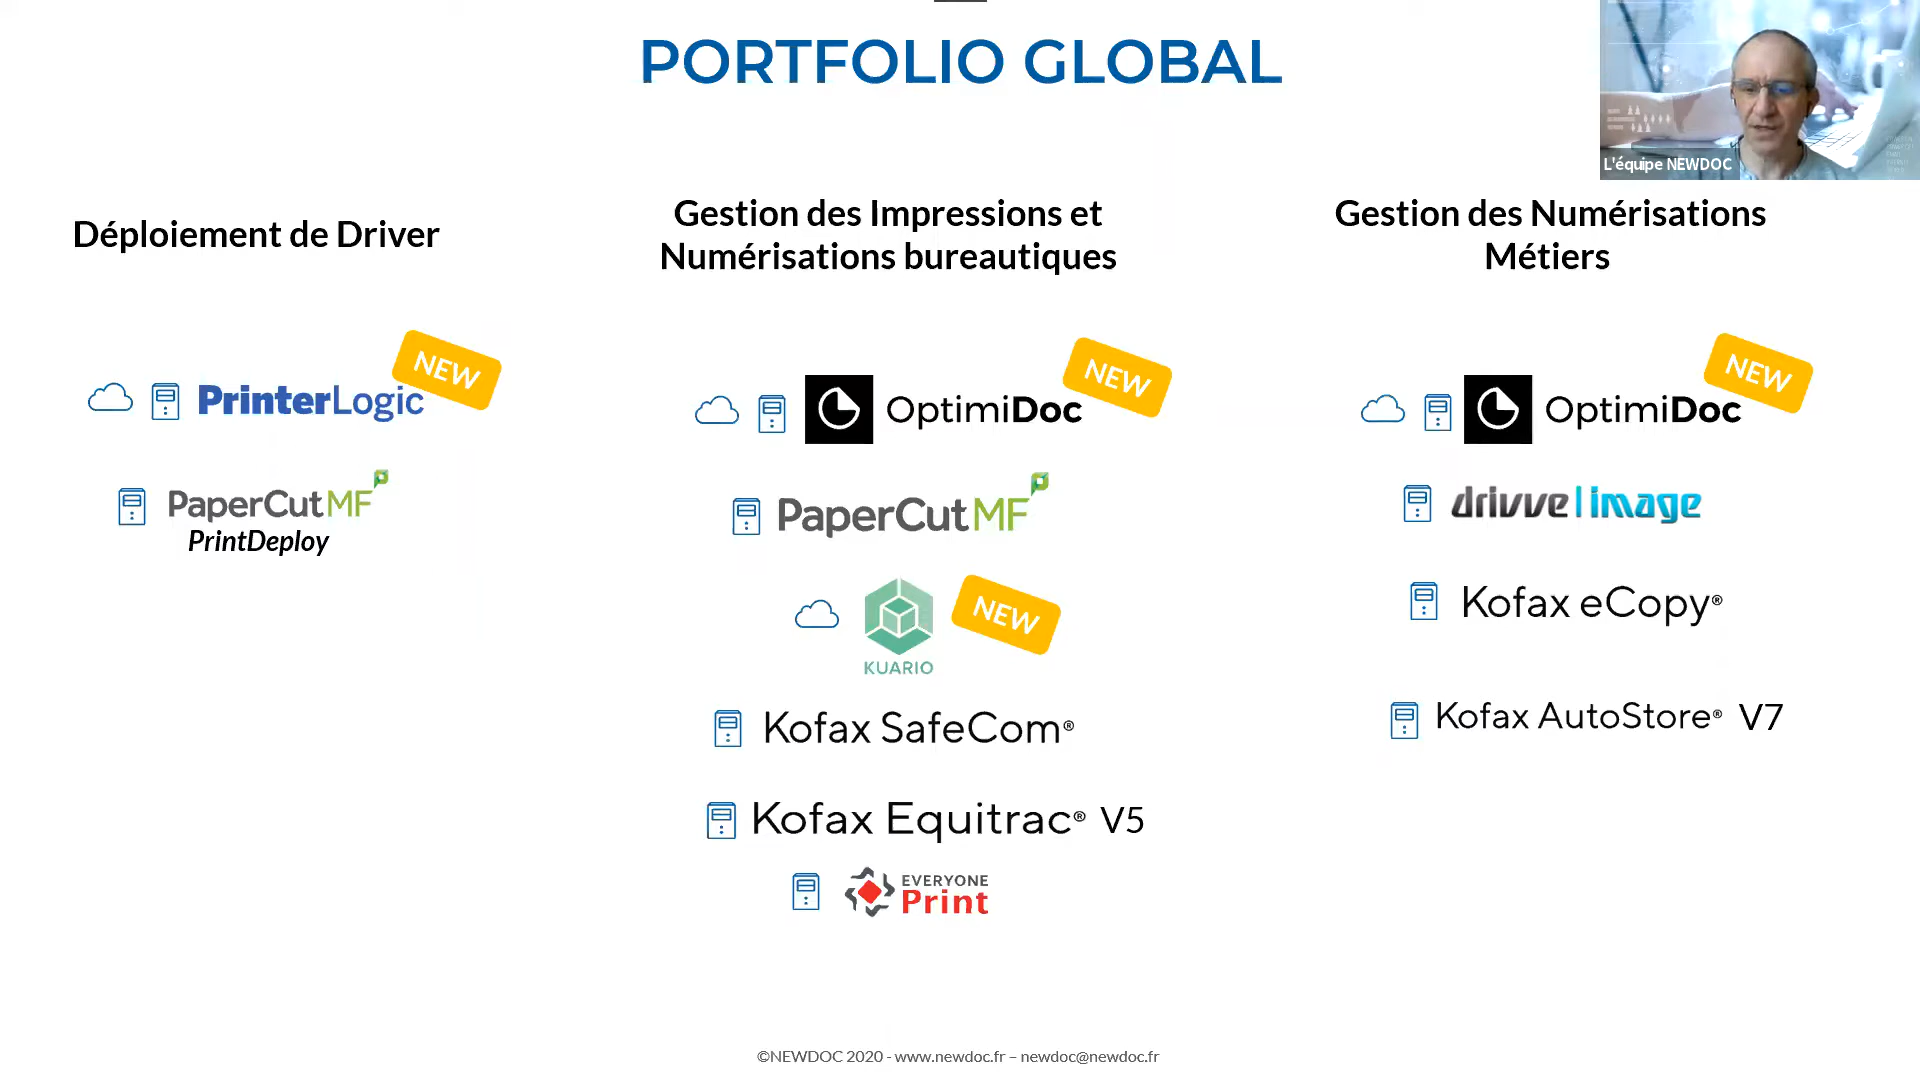 PORTFOLIO GLOBAL
L'équipe NEWDOC
Déploiement de Driver
PrinterLogic
NEW
PaperCut MF
PrintDeploy
Gestion des Impressions et
Numérisations bureautiques
OptimiDoc
NEW
PaperCut MF
KUARIO
NEW
Kofax SafeCom®
Kofax Equitrac® V5
EVERYONE
Print
Gestion des Numérisations
Métiers
OptimiDoc
NEW
drivve | image
Kofax eCopy®
Kofax AutoStore® V7
©NEWDOC 2020 - www.newdoc.fr – newdoc@newdoc.fr